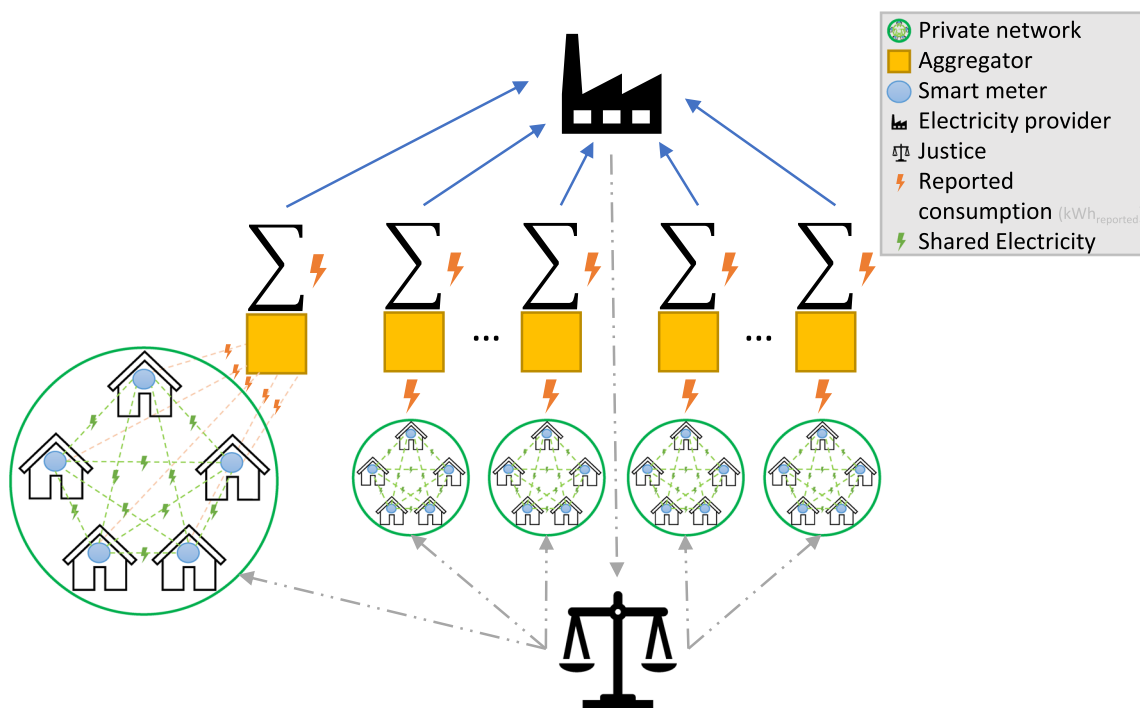 Private network
Aggregator
Smart meter
Electricity provider
Justice
Reported
consumption (kWhreported
Shared Electricity
∑
∑
∑
∑
∑
...
...